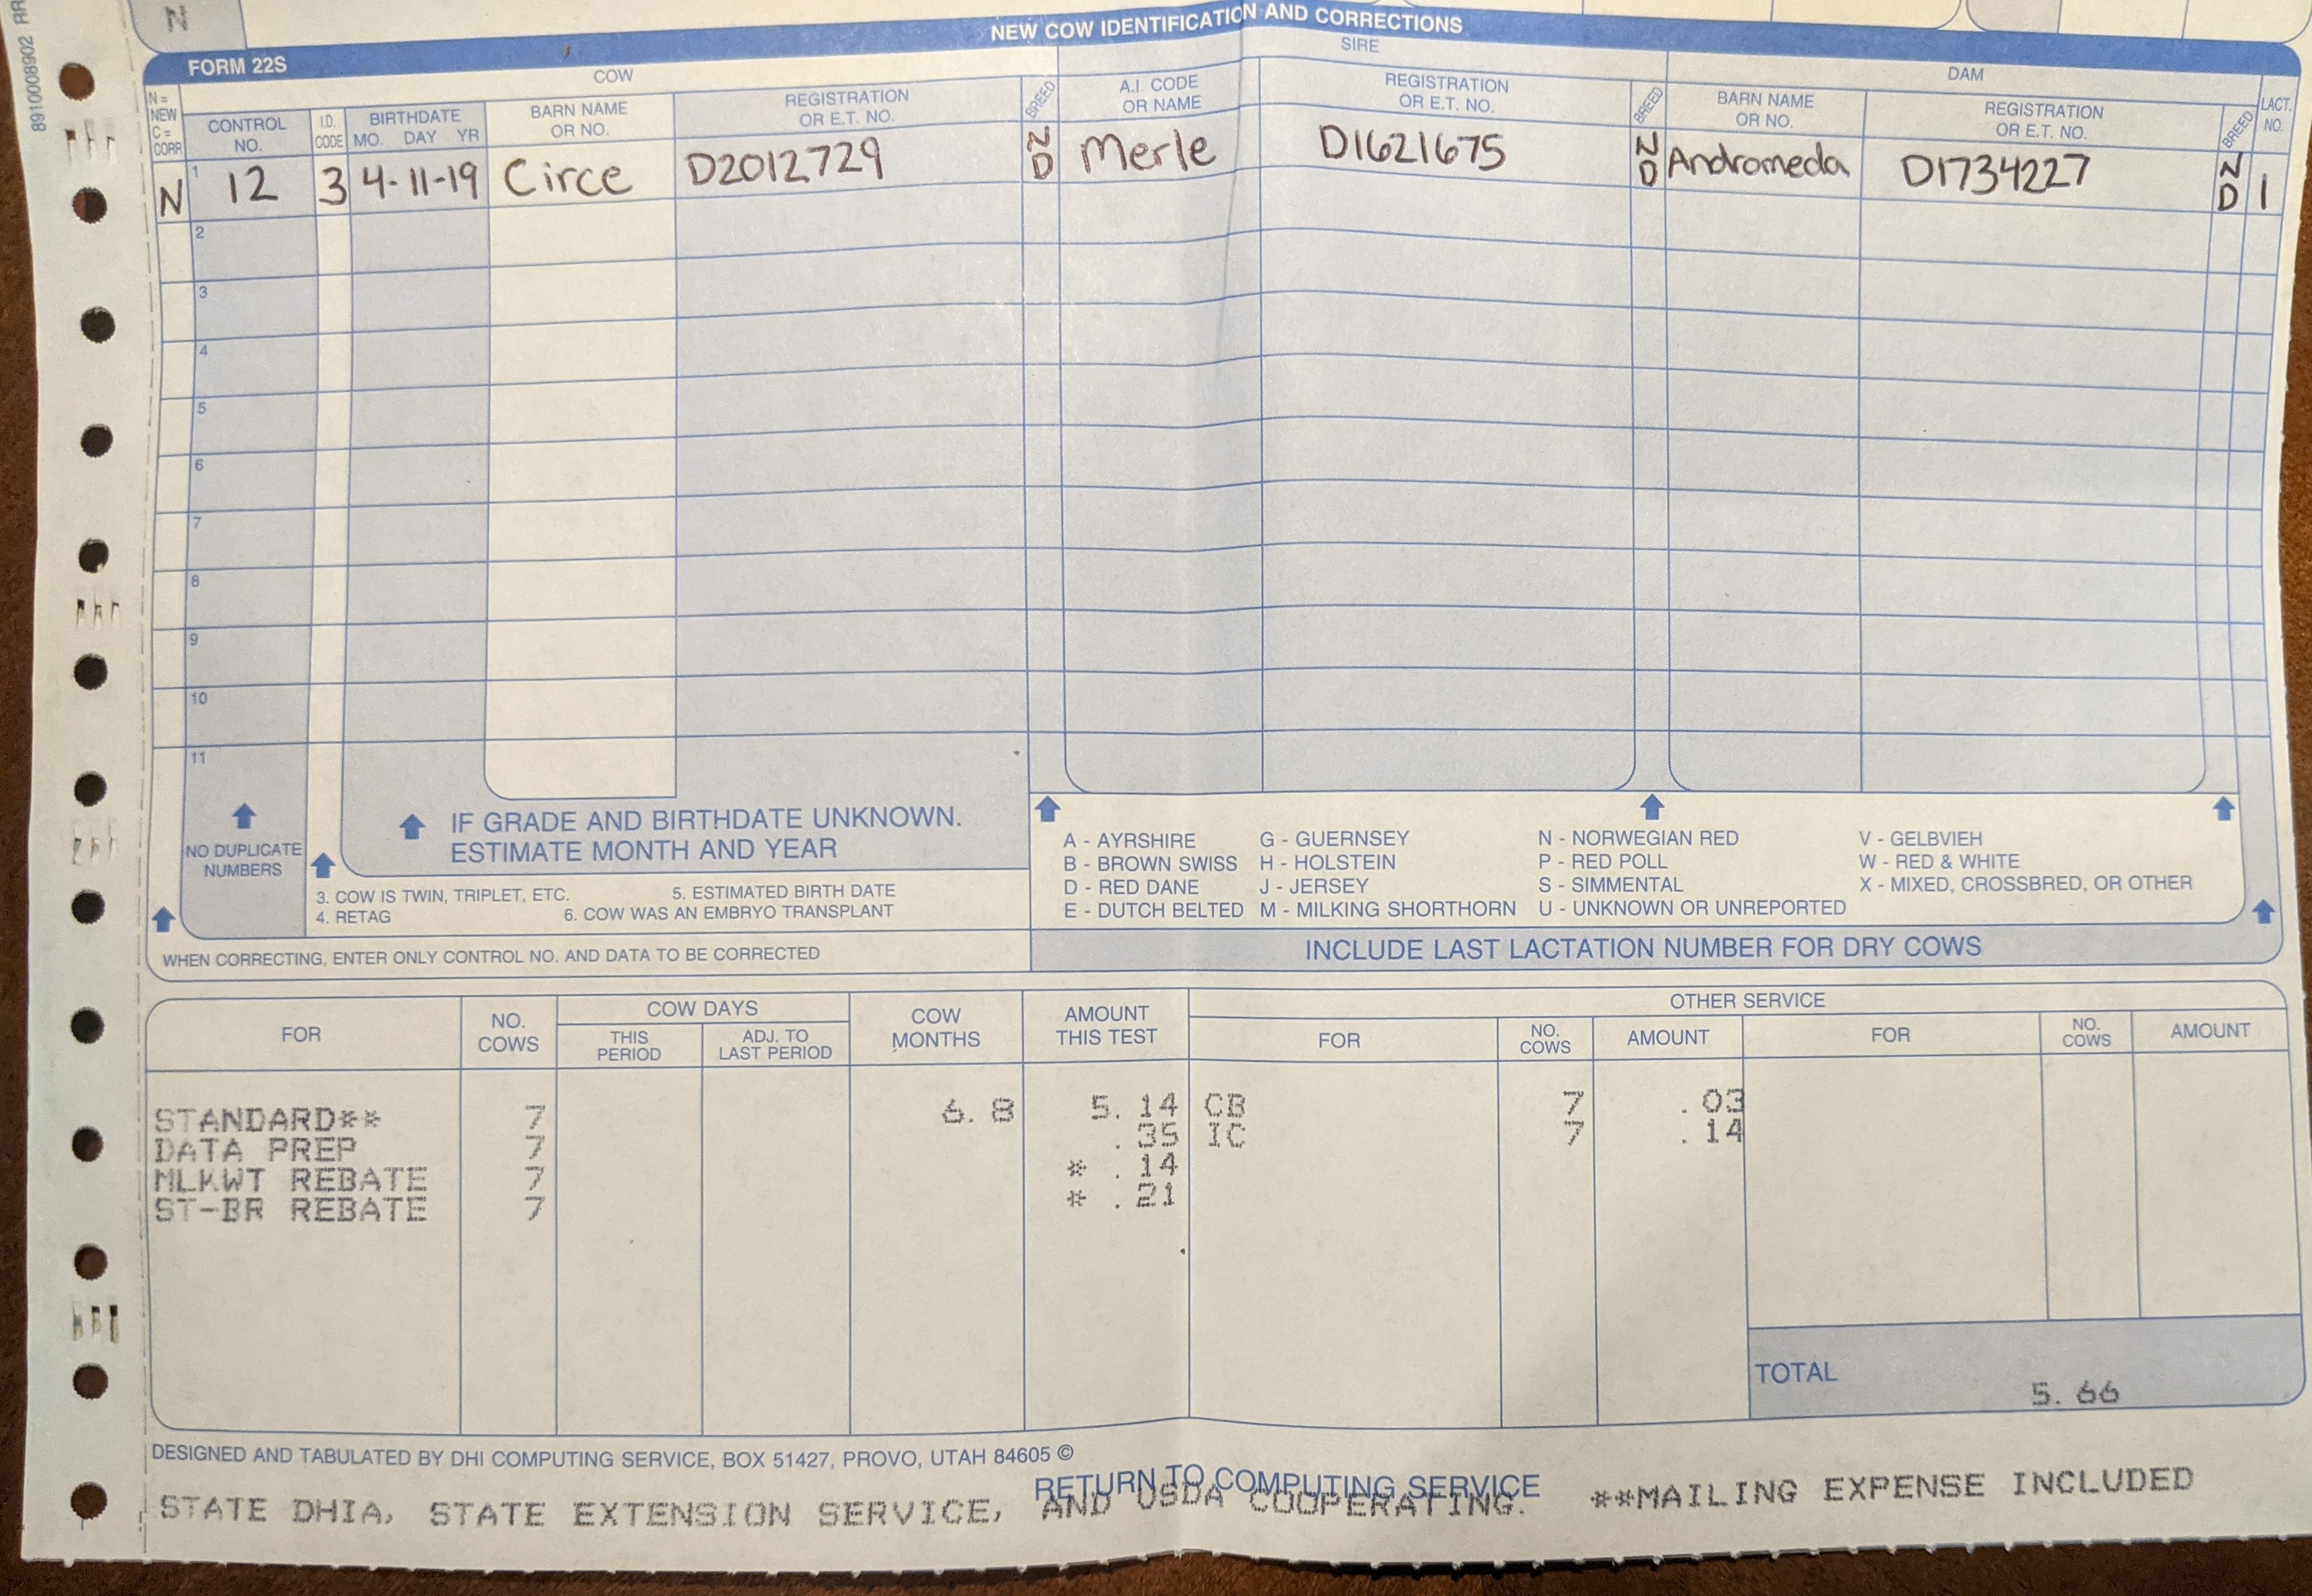 8910008902 RR
N
NEW COW IDENTIFICATION AND CORRECTIONS
FORM 22S
COW
SIRE
DAM
N = NEW C = CORR
CONTROL NO.
I.D. CODE
BIRTHDATE MO. DAY YR
BARN NAME OR NO.
REGISTRATION OR E.T. NO.
BREED
A.I. CODE OR NAME
REGISTRATION OR E.T. NO.
BREED
BARN NAME OR NO.
REGISTRATION OR E.T. NO.
BREED
LACT. NO.
N 1 12 3 4-11-19 Circe D2012729 ND Merle D1621675 ND Andromeda D1734227 ND 1
2
3
4
5
6
7
8
9
10
11
NO DUPLICATE NUMBERS
IF GRADE AND BIRTHDATE UNKNOWN.
ESTIMATE MONTH AND YEAR
3. COW IS TWIN, TRIPLET, ETC. 5. ESTIMATED BIRTH DATE
4. RETAG 6. COW WAS AN EMBRYO TRANSPLANT
WHEN CORRECTING, ENTER ONLY CONTROL NO. AND DATA TO BE CORRECTED
A - AYRSHIRE G - GUERNSEY N - NORWEGIAN RED V - GELBVIEH
B - BROWN SWISS H - HOLSTEIN P - RED POLL W - RED & WHITE
D - RED DANE J - JERSEY S - SIMMENTAL X - MIXED, CROSSBRED, OR OTHER
E - DUTCH BELTED M - MILKING SHORTHORN U - UNKNOWN OR UNREPORTED
INCLUDE LAST LACTATION NUMBER FOR DRY COWS
FOR
NO. COWS
COW DAYS
THIS PERIOD
ADJ. TO LAST PERIOD
COW MONTHS
AMOUNT THIS TEST
OTHER SERVICE
FOR
NO. COWS
AMOUNT
FOR
NO. COWS
AMOUNT
STANDARD** 7 6.8 5.14 CB 7 .03
DATA PREP 7 .35 IC 7 .14
MLKWT REBATE 7 * .14
ST-BR REBATE 7 * .21
TOTAL 5.66
DESIGNED AND TABULATED BY DHI COMPUTING SERVICE, BOX 51427, PROVO, UTAH 84605 ©
RETURN TO COMPUTING SERVICE
STATE DHIA, STATE EXTENSION SERVICE, AND USDA COOPERATING. **MAILING EXPENSE INCLUDED